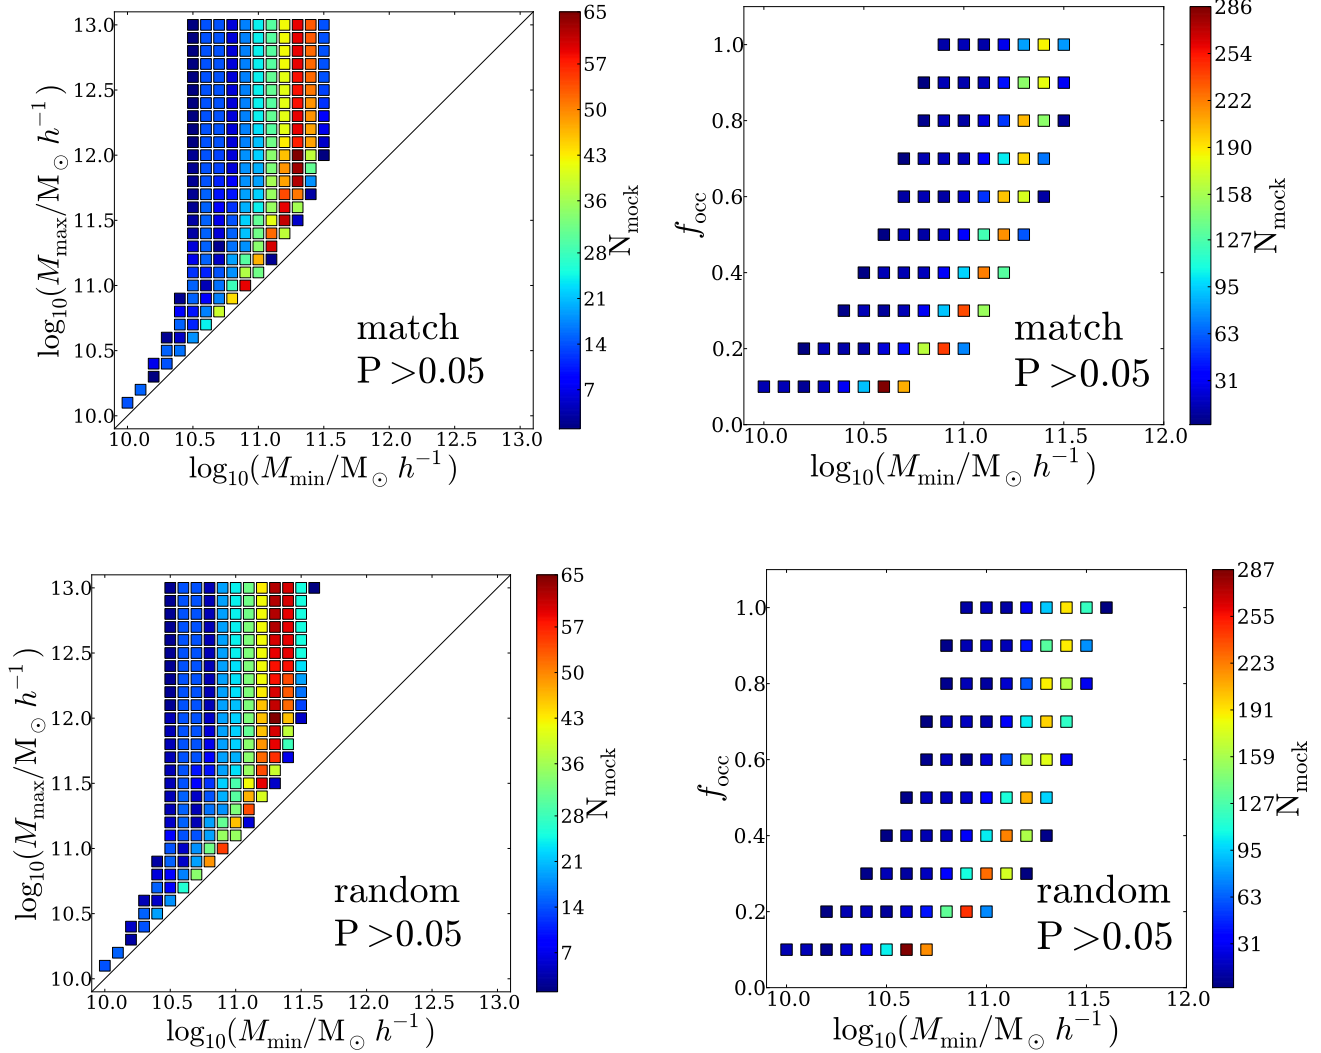 13.0
12.5
12.0
11.5
11.0
10.5
10.0
log10(Mmax/M⊙ h−1)
match
P >0.05
10.0 10.5 11.0 11.5 12.0 12.5 13.0
log10(Mmin/M⊙ h−1)
65
57
50
43
36
28
21
14
7
Nmock
1.0
0.8
0.6
0.4
0.2
0.0
focc
match
P >0.05
10.0 10.5 11.0 11.5 12.0
log10(Mmin/M⊙ h−1)
286
254
222
190
158
127
95
63
31
Nmock
13.0
12.5
12.0
11.5
11.0
10.5
10.0
log10(Mmax/M⊙ h−1)
random
P >0.05
10.0 10.5 11.0 11.5 12.0 12.5 13.0
log10(Mmin/M⊙ h−1)
65
57
50
43
36
28
21
14
7
Nmock
1.0
0.8
0.6
0.4
0.2
0.0
focc
random
P >0.05
10.0 10.5 11.0 11.5 12.0
log10(Mmin/M⊙ h−1)
287
255
223
191
159
127
95
63
31
Nmock